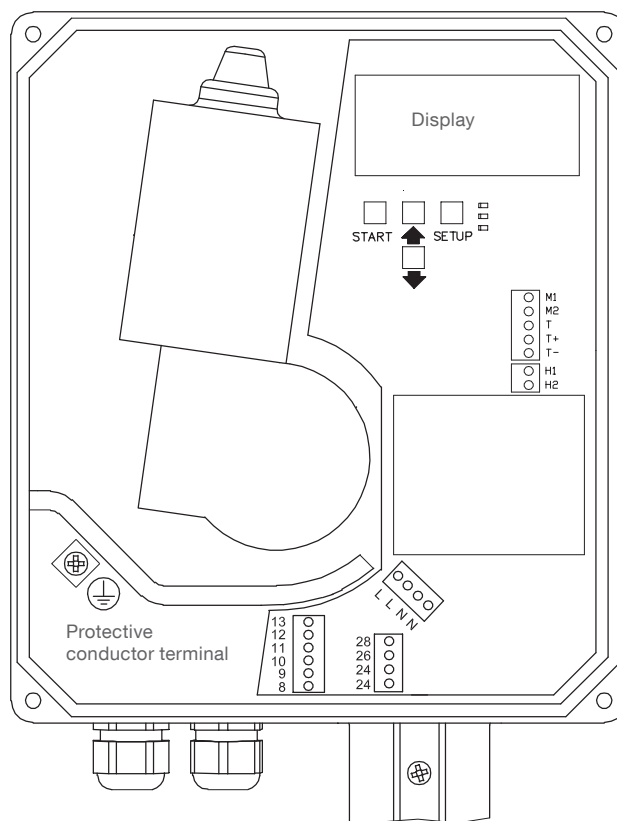 Display
START
SETUP
M1
M2
T
T+
T-
H1
H2
L L N N
Protective
conductor terminal
13
12
11
10
9
8
28
26
24
24